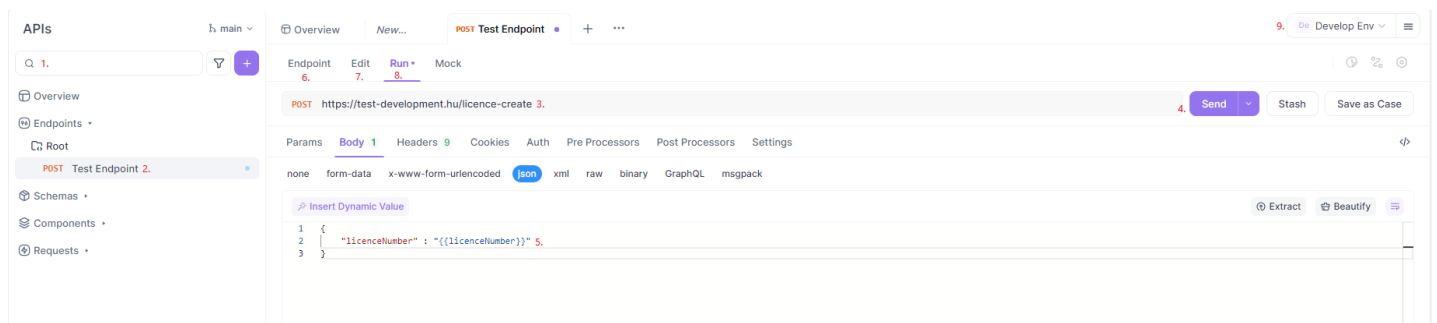 APIs
main
Overview
New...
POST Test Endpoint
9. De Develop Env
1.
Endpoint
Edit
Run
Mock
6.
7.
8.
Overview
POST https://test-development.hu/licence-create 3.
4. Send
Stash
Save as Case
Endpoints
Root
Params
Body 1
Headers 9
Cookies
Auth
Pre Processors
Post Processors
Settings
</>
POST Test Endpoint 2.
none
form-data
x-www-form-urlencoded
json
xml
raw
binary
GraphQL
msgpack
Schemas
Insert Dynamic Value
Extract
Beautify
Components
1 {
2 "licenceNumber" : "{{licenceNumber}}" 5.
3 }
Requests